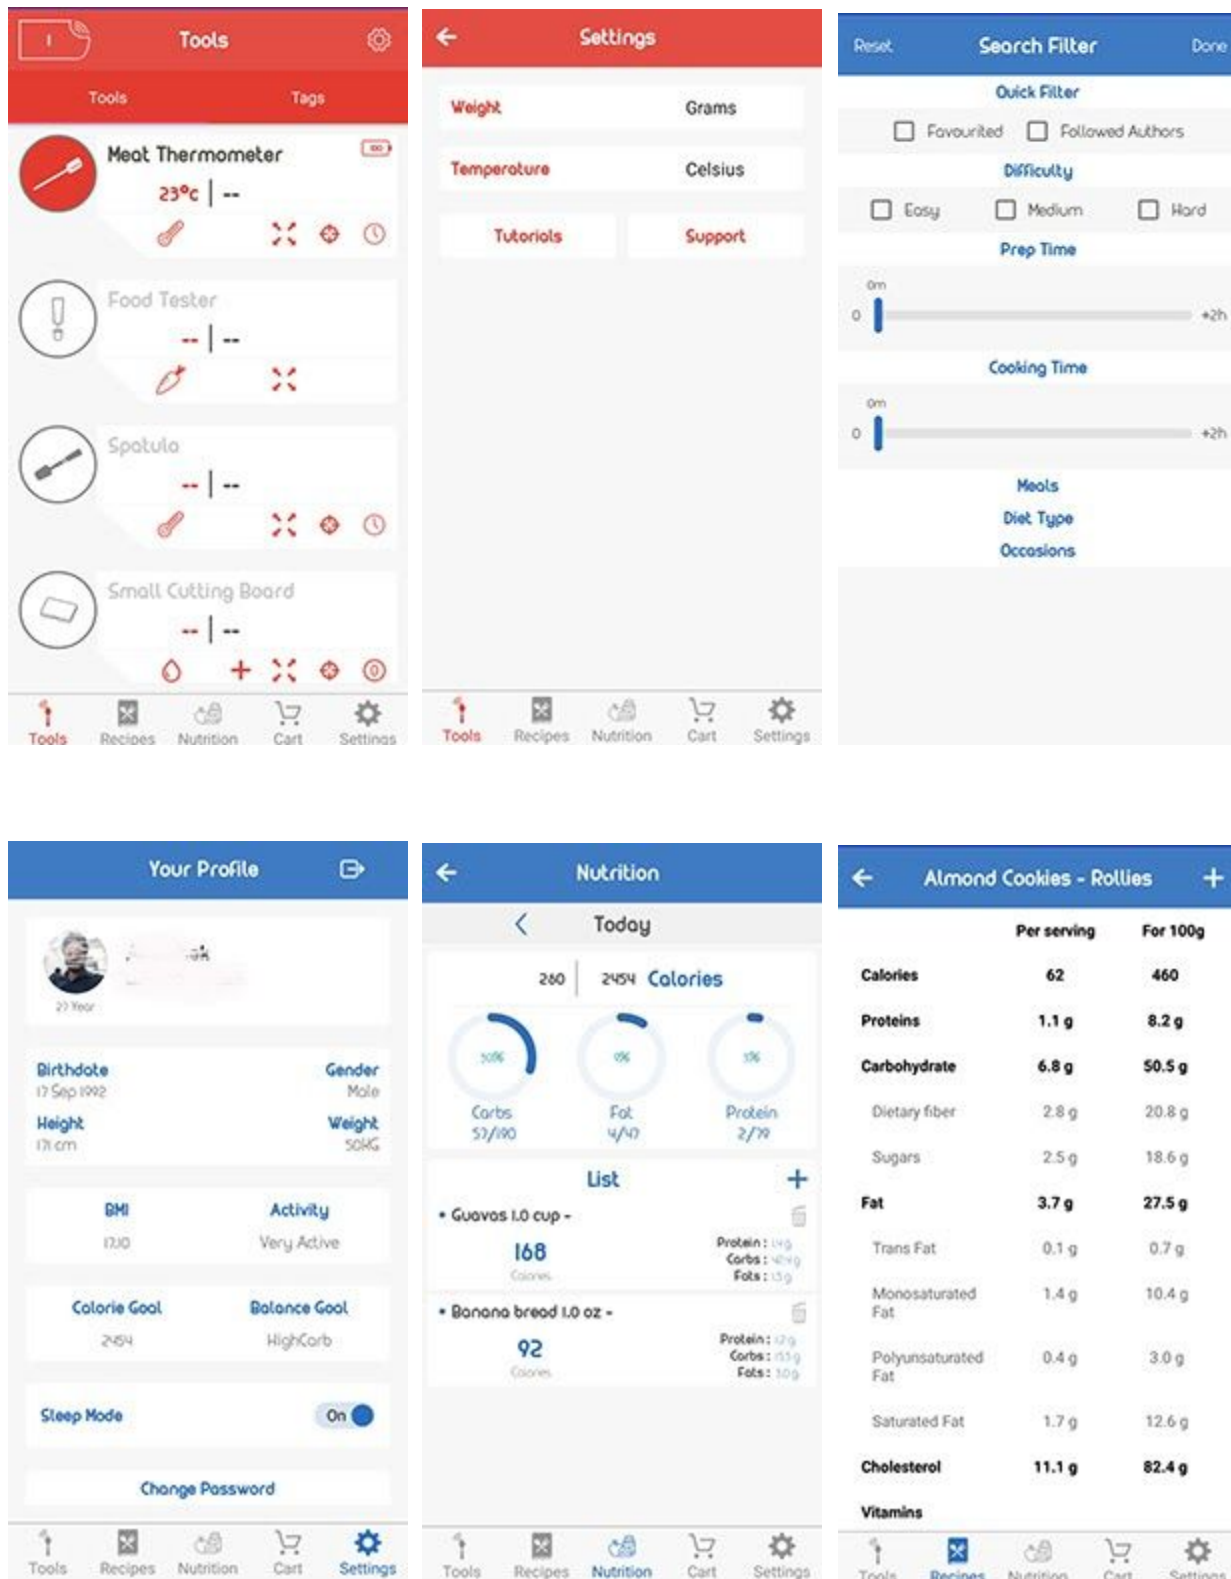 Tools
Tools Tags
Meat Thermometer
23°c | --
Food Tester
-- | --
Spatula
-- | --
Small Cutting Board
-- | --
Tools Recipes Nutrition Cart Settings
Settings
Weight Grams
Temperature Celsius
Tutorials Support
Tools Recipes Nutrition Cart Settings
Reset Search Filter Done
Quick Filter
Favourited Followed Authors
Difficulty
Easy Medium Hard
Prep Time
0m
0 +2h
Cooking Time
0m
0 +2h
Meals
Diet Type
Occasions
Your Profile
Year
Birthdate Gender
17 Sep 1992 Male
Height Weight
171 cm 50KG
BMI Activity
17.10 Very Active
Calorie Goal Balance Goal
2454 HighCarb
Sleep Mode On
Change Password
Tools Recipes Nutrition Cart Settings
Nutrition
Today
260 | 2454 Calories
Carbs Fat Protein
57/190 4/47 2/79
List
• Guavas 1.0 cup -
168
Calories
Protein :
Carbs :
Fats :
• Banana bread 1.0 oz -
92
Calories
Protein :
Carbs :
Fats :
Tools Recipes Nutrition Cart Settings
Almond Cookies - Rollies
Per serving For 100g
Calories 62 460
Proteins 1.1 g 8.2 g
Carbohydrate 6.8 g 50.5 g
Dietary fiber 2.8 g 20.8 g
Sugars 2.5 g 18.6 g
Fat 3.7 g 27.5 g
Trans Fat 0.1 g 0.7 g
Monosaturated 1.4 g 10.4 g
Fat
Polyunsaturated 0.4 g 3.0 g
Fat
Saturated Fat 1.7 g 12.6 g
Cholesterol 11.1 g 82.4 g
Vitamins
Tools Recipes Nutrition Cart Settings